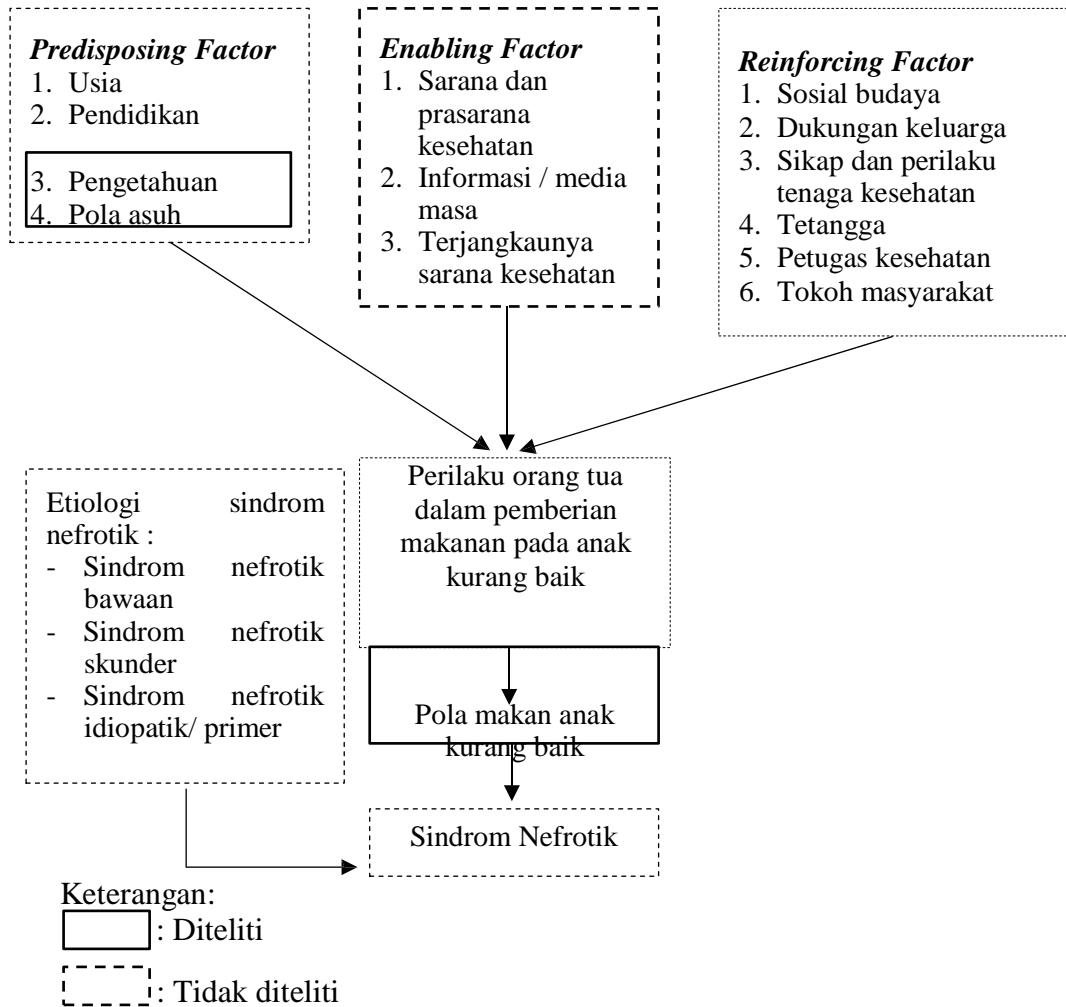 Predisposing Factor
1. Usia
2. Pendidikan
3. Pengetahuan
4. Pola asuh
Enabling Factor
1. Sarana dan
prasarana
kesehatan
2. Informasi / media
masa
3. Terjangkaunya
sarana kesehatan
Reinforcing Factor
1. Sosial budaya
2. Dukungan keluarga
3. Sikap dan perilaku
tenaga kesehatan
4. Tetangga
5. Petugas kesehatan
6. Tokoh masyarakat
Etiologi sindrom
nefrotik :
- Sindrom nefrotik
bawaan
- Sindrom nefrotik
skunder
- Sindrom nefrotik
idiopatik/ primer
Perilaku orang tua
dalam pemberian
makanan pada anak
kurang baik
Pola makan anak
kurang baik
Sindrom Nefrotik
Keterangan:
: Diteliti
: Tidak diteliti